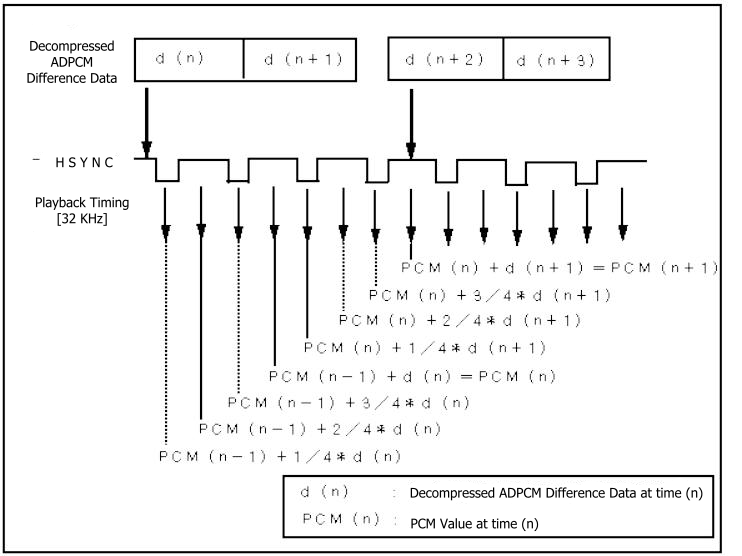 Decompressed
ADPCM
Difference Data
d (n)
d (n+1)
d (n+2)
d (n+3)
‾ HSYNC
Playback Timing
[32 KHz]
PCM (n) + d (n+1) = PCM (n+1)
PCM (n) + 3/4* d (n+1)
PCM (n) + 2/4* d (n+1)
PCM (n) + 1/4* d (n+1)
PCM (n-1) + d (n) = PCM (n)
PCM (n-1) + 3/4* d (n)
PCM (n-1) + 2/4* d (n)
PCM (n-1) + 1/4* d (n)
d (n) : Decompressed ADPCM Difference Data at time (n)
PCM (n) : PCM Value at time (n)